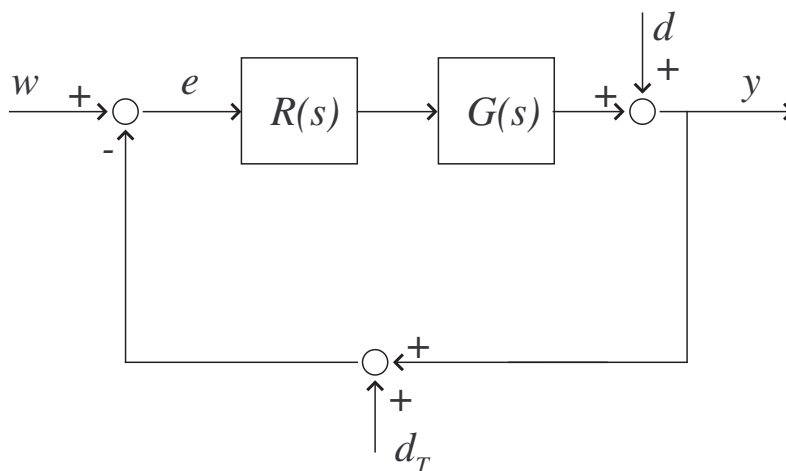 d
w + e R(s) G(s) + + y
-
+
+
d_T